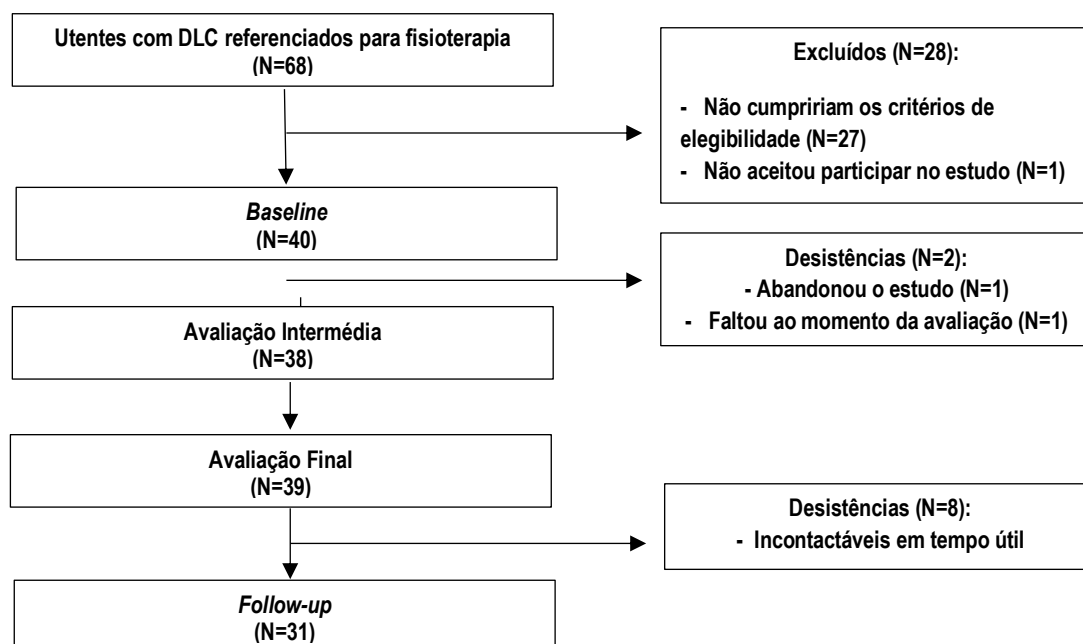 Utentes com DLC referenciados para fisioterapia
(N=68)
Excluídos (N=28):
- Não cumpririam os critérios de
elegibilidade (N=27)
- Não aceitou participar no estudo (N=1)
Baseline
(N=40)
Desistências (N=2):
- Abandonou o estudo (N=1)
- Faltou ao momento da avaliação (N=1)
Avaliação Intermédia
(N=38)
Avaliação Final
(N=39)
Desistências (N=8):
- Incontactáveis em tempo útil
Follow-up
(N=31)